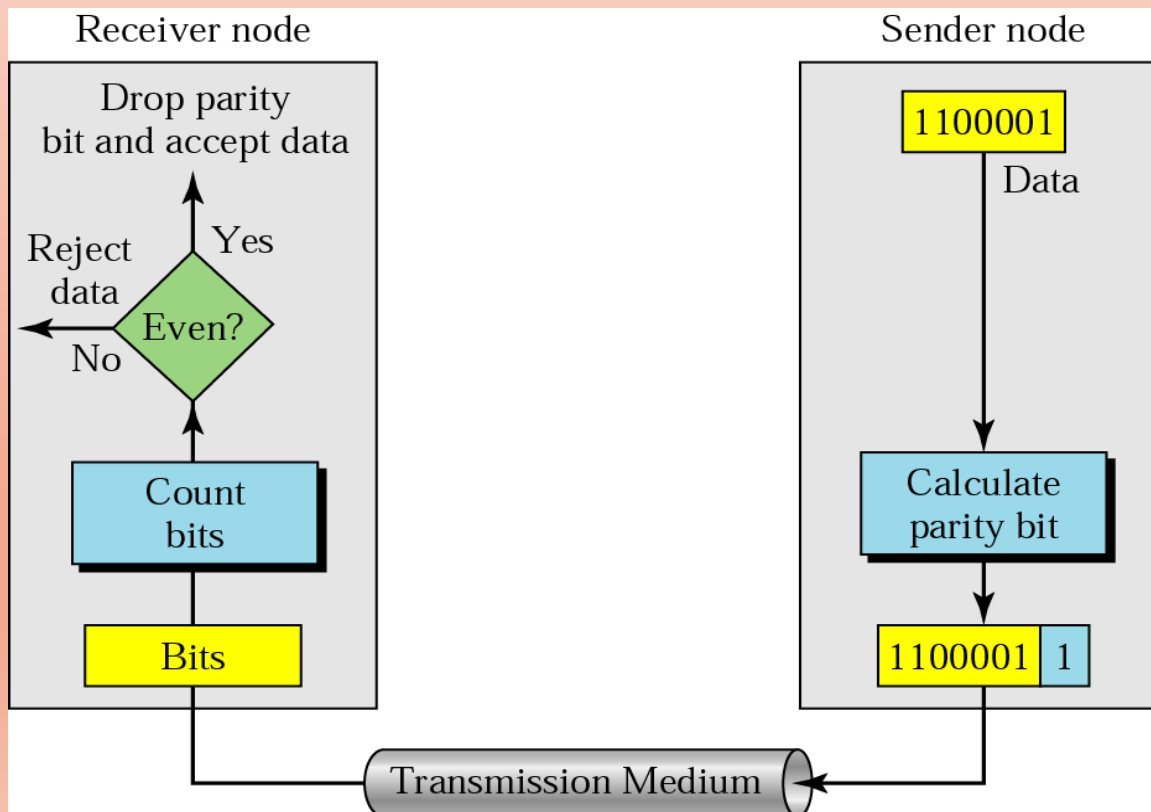 Receiver node
Sender node
Drop parity
bit and accept data
Yes
Reject
data
No
Even?
Count
bits
Bits
1100001
Data
Calculate
parity bit
1100001 1
Transmission Medium